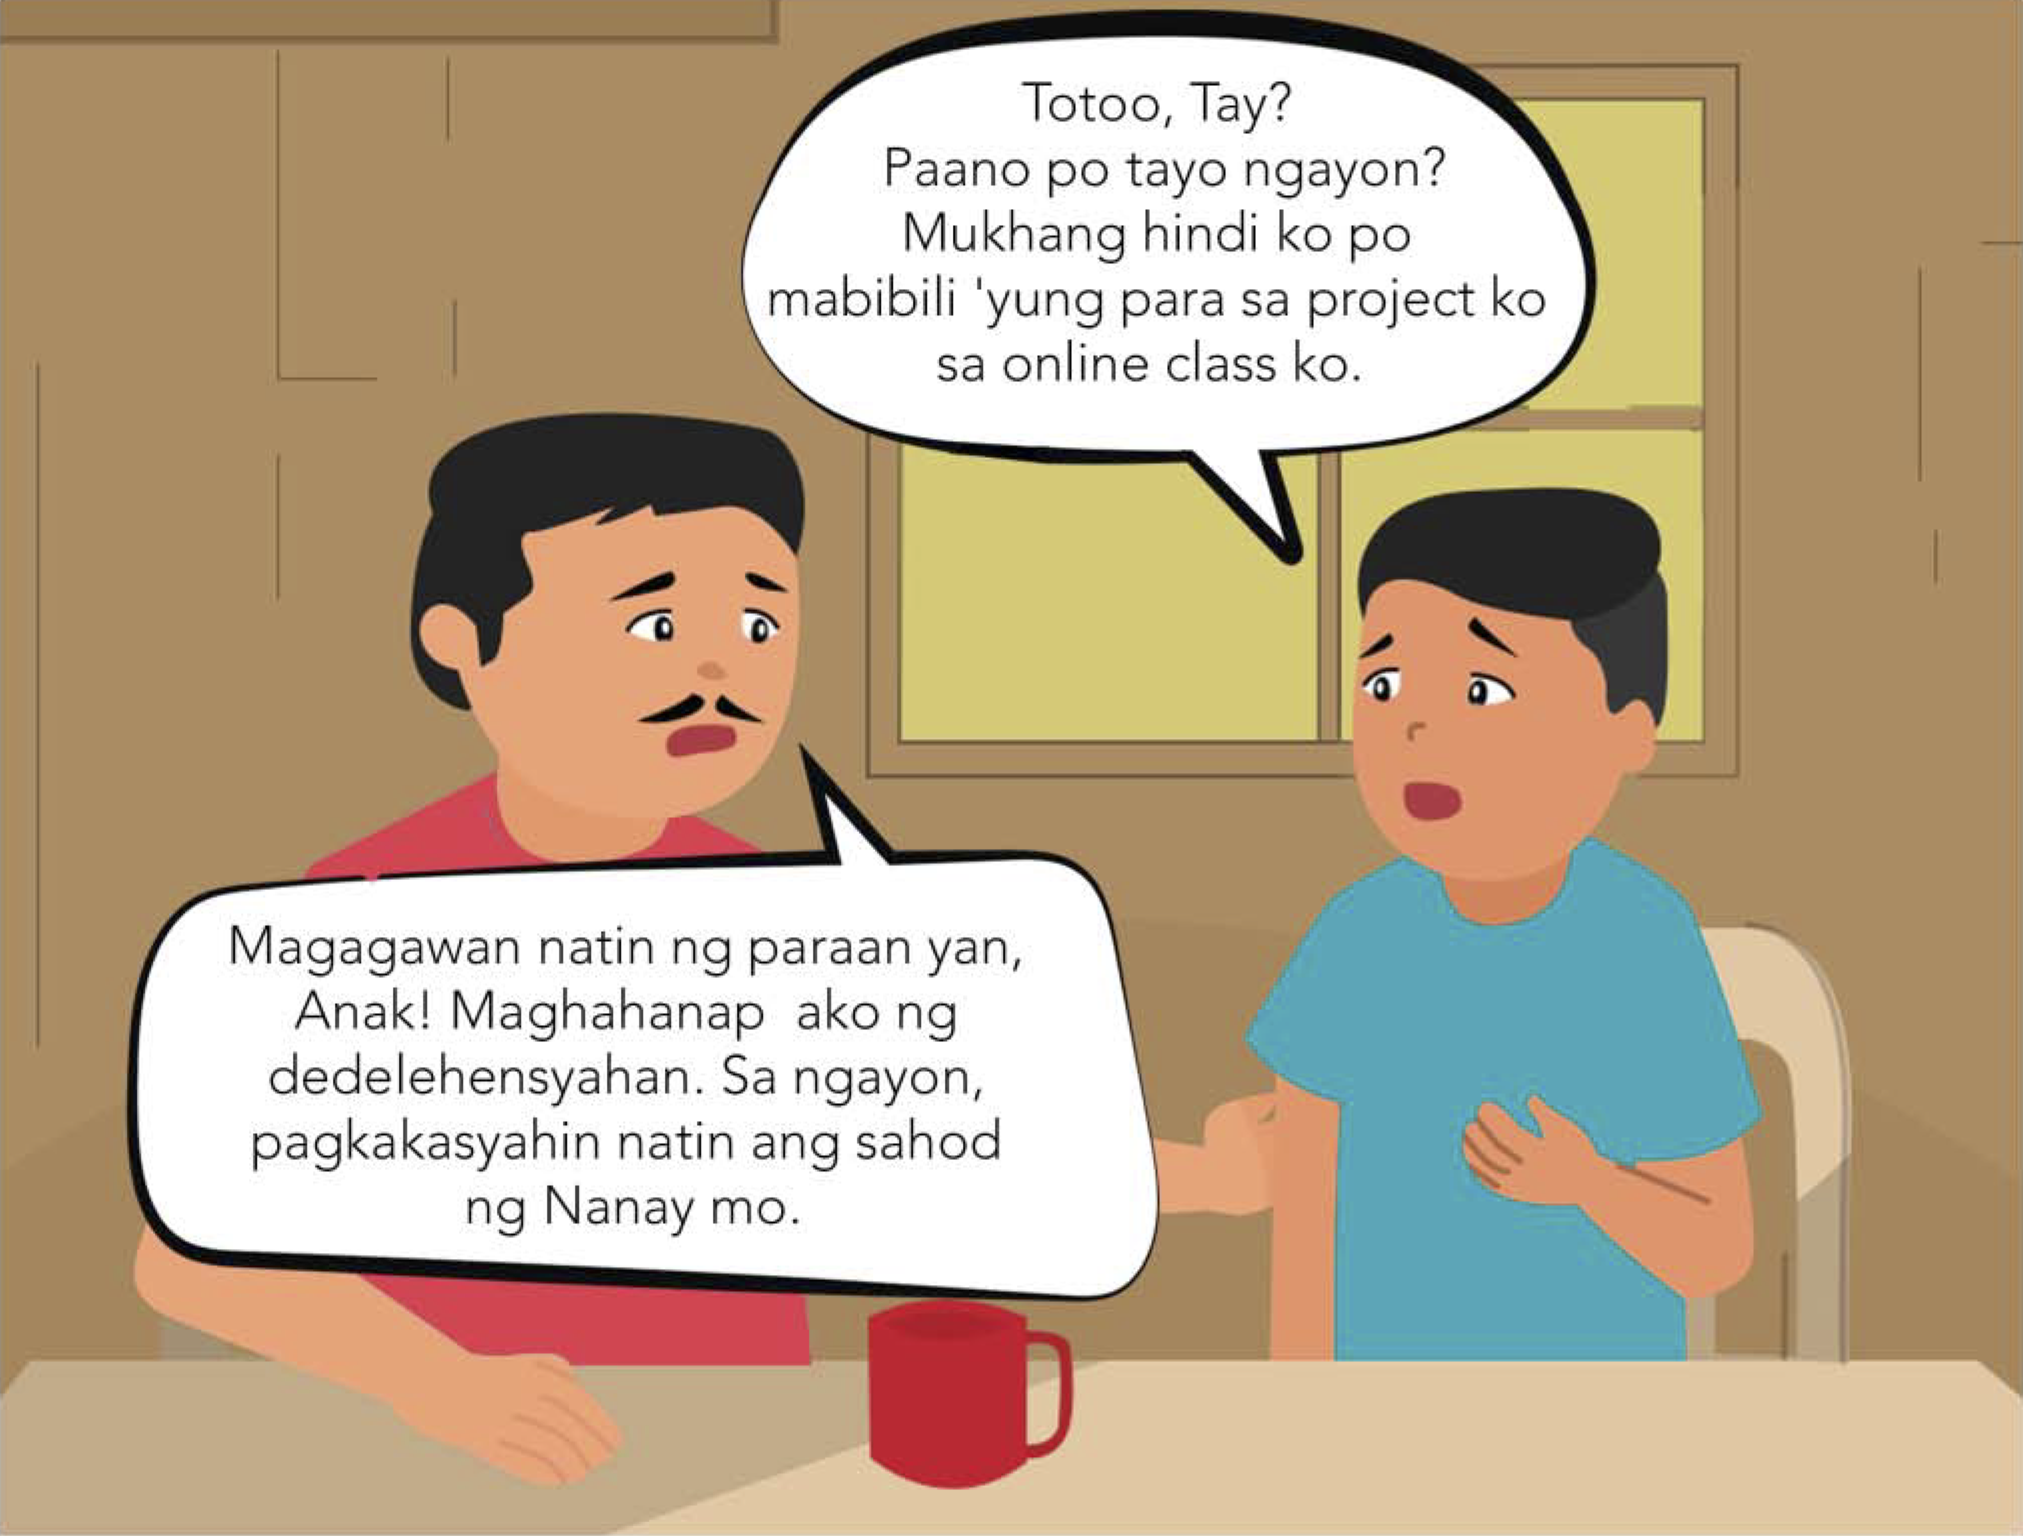 Totoo, Tay?
Paano po tayo ngayon?
Mukhang hindi ko po
mabibili 'yung para sa project ko
sa online class ko.
Magagawan natin ng paraan yan,
Anak! Maghahanap ako ng
dedelehensyahan. Sa ngayon,
pagkakasyahin natin ang sahod
ng Nanay mo.